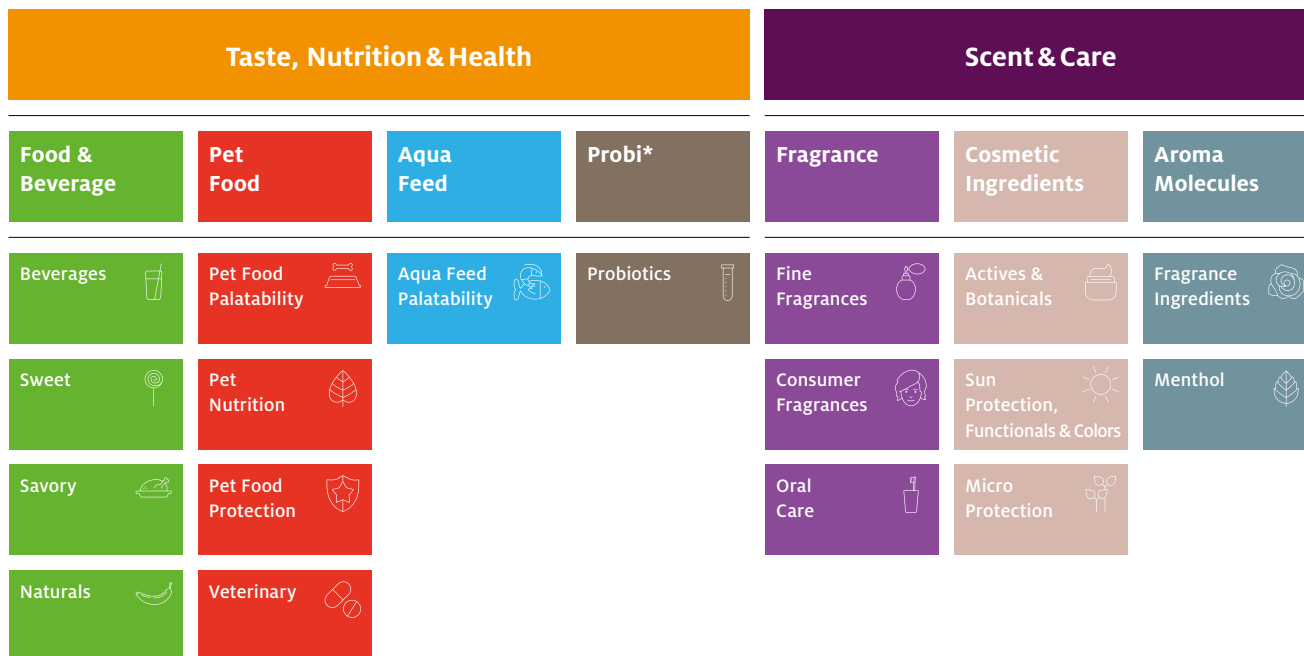 Taste, Nutrition & Health
Scent & Care
Food &
Beverage
Pet
Food
Aqua
Feed
Probi*
Fragrance
Cosmetic
Ingredients
Aroma
Molecules
Beverages
Pet Food
Palatability
Aqua Feed
Palatability
Probiotics
Fine
Fragrances
Actives &
Botanicals
Fragrance
Ingredients
Sweet
Pet
Nutrition
Consumer
Fragrances
Sun
Protection,
Functionals & Colors
Menthol
Savory
Pet Food
Protection
Oral
Care
Micro
Protection
Naturals
Veterinary